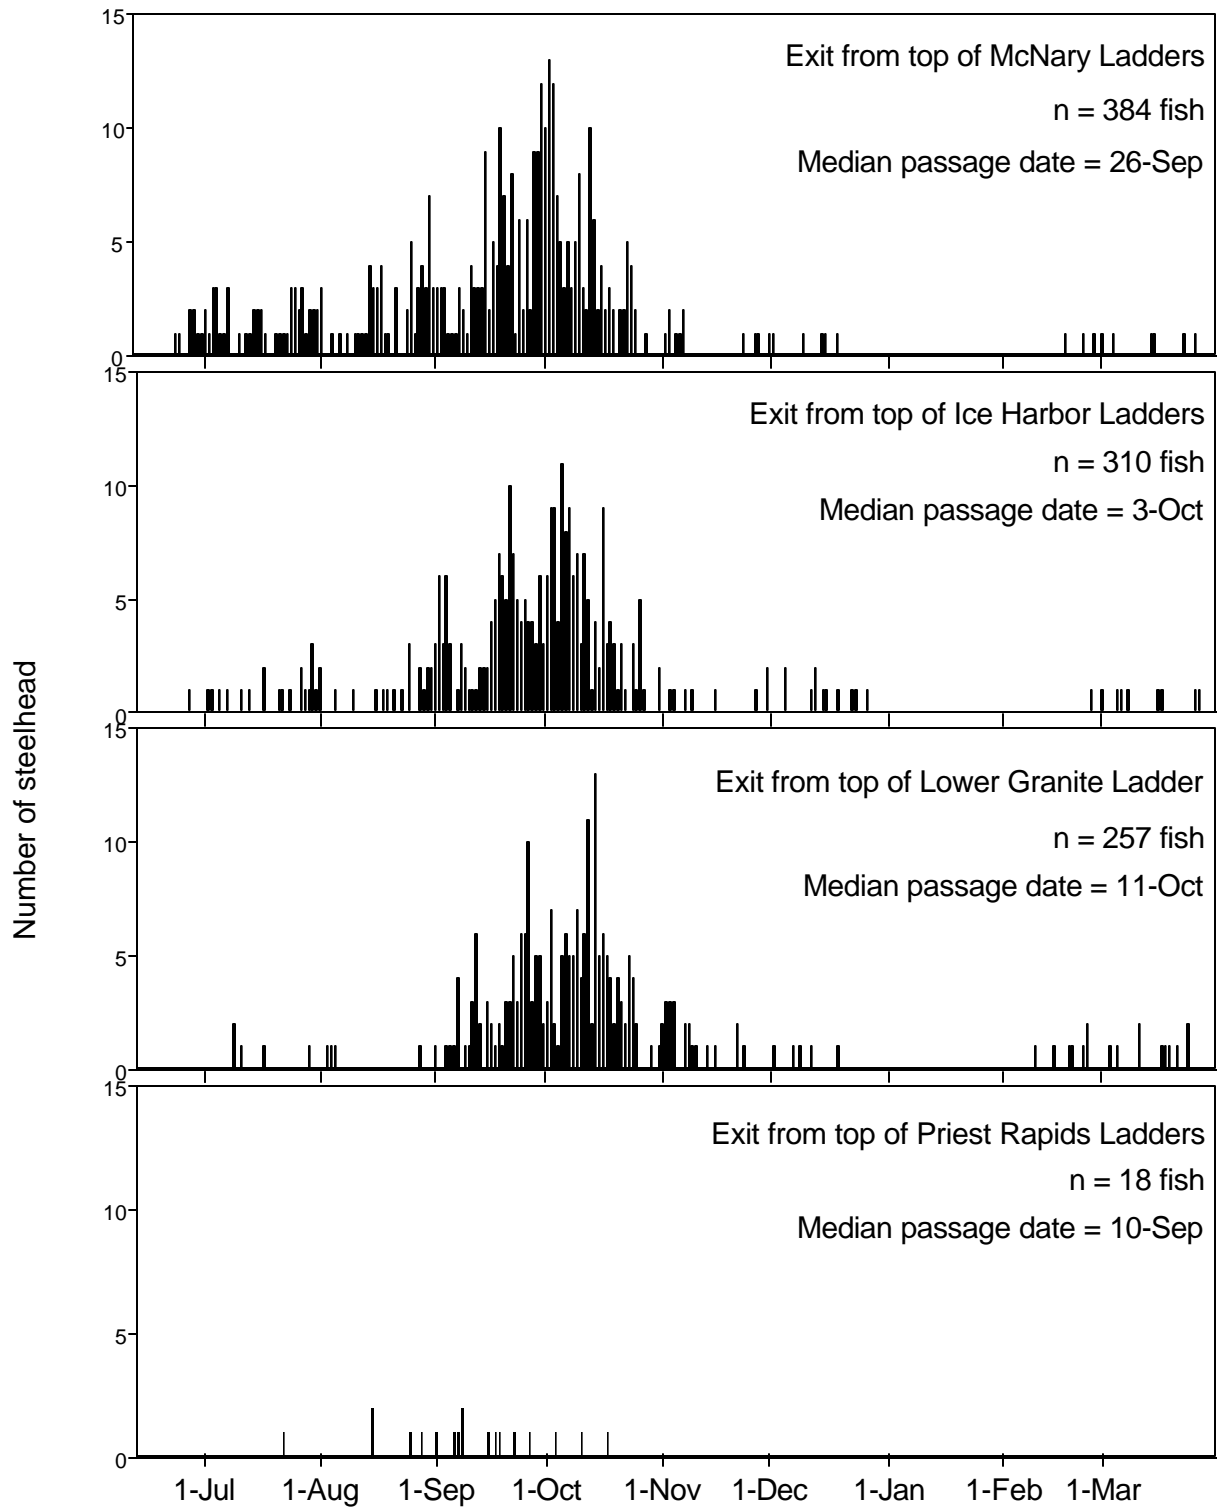 15
10
5
0
Exit from top of McNary Ladders
n = 384 fish
Median passage date = 26-Sep
15
10
5
0
Exit from top of Ice Harbor Ladders
n = 310 fish
Median passage date = 3-Oct
15
10
5
0
Exit from top of Lower Granite Ladder
n = 257 fish
Median passage date = 11-Oct
15
10
5
0
Exit from top of Priest Rapids Ladders
n = 18 fish
Median passage date = 10-Sep
Number of steelhead
1-Jul 1-Aug 1-Sep 1-Oct 1-Nov 1-Dec 1-Jan 1-Feb 1-Mar